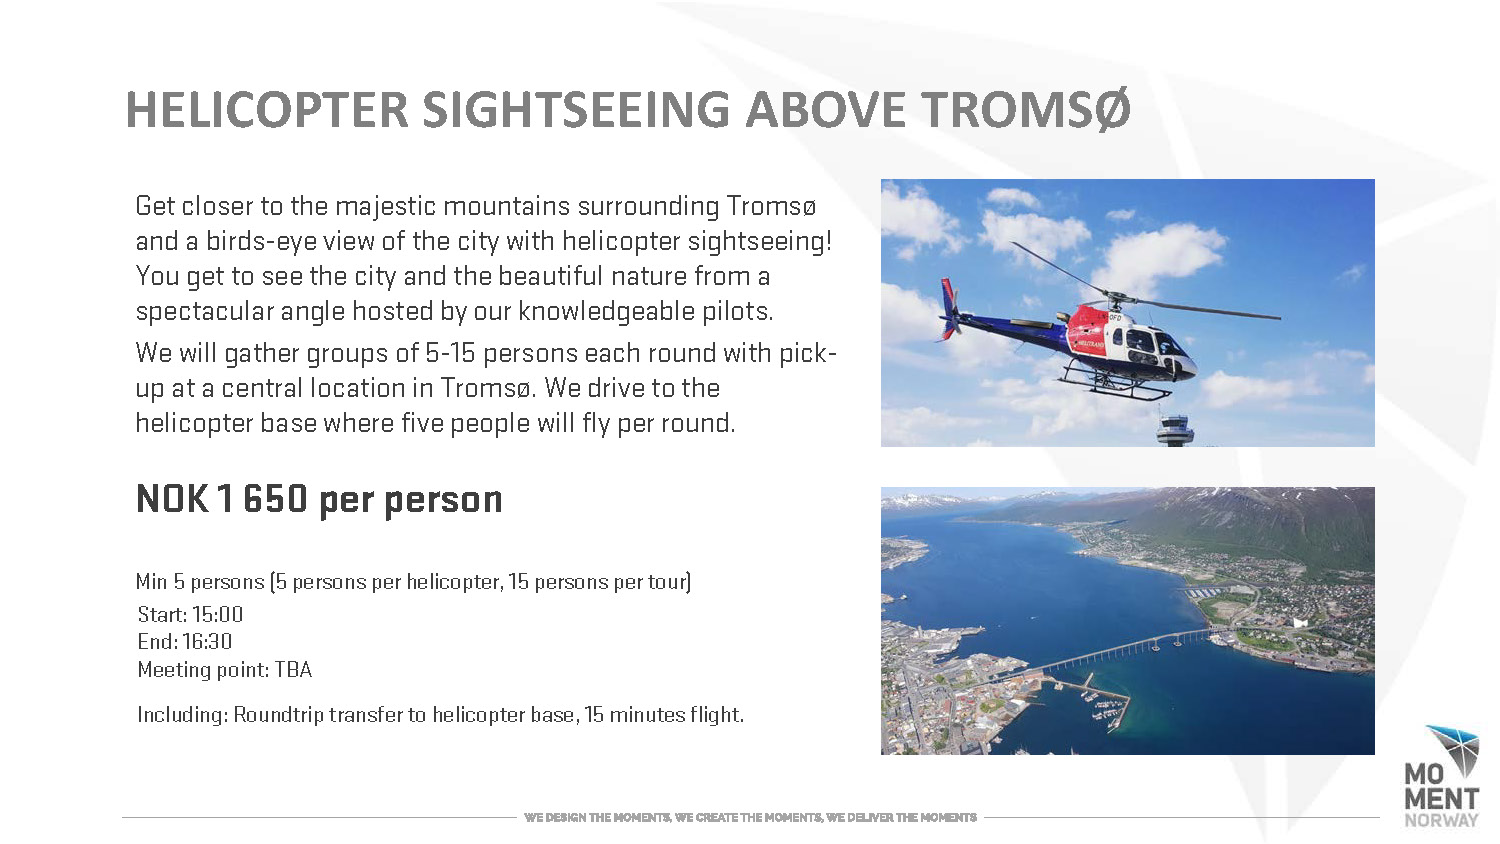 HELICOPTER SIGHTSEEING ABOVE TROMSØ
Get closer to the majestic mountains surrounding Tromsø
and a birds-eye view of the city with helicopter sightseeing!
You get to see the city and the beautiful nature from a
spectacular angle hosted by our knowledgeable pilots.
We will gather groups of 5-15 persons each round with pick-
up at a central location in Tromsø. We drive to the
helicopter base where five people will fly per round.
NOK 1 650 per person
Min 5 persons (5 persons per helicopter, 15 persons per tour)
Start: 15:00
End: 16:30
Meeting point: TBA
Including: Roundtrip transfer to helicopter base, 15 minutes flight.
LN-OFD
HELITRANS
WE DESIGN THE MOMENTS, WE CREATE THE MOMENTS, WE DELIVER THE MOMENTS
MO
MENT
NORWAY